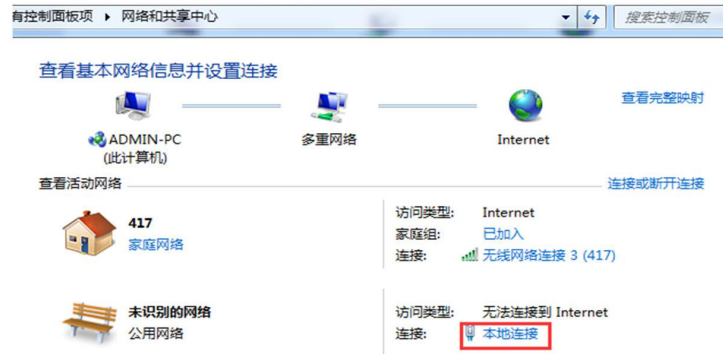 有控制面板项 ▸ 网络和共享中心
搜索控制面板
查看基本网络信息并设置连接
查看完整映射
ADMIN-PC
(此计算机)
多重网络
Internet
查看活动网络
连接或断开连接
417
家庭网络
访问类型: Internet
家庭组: 已加入
连接: 无线网络连接 3 (417)
未识别的网络
公用网络
访问类型: 无法连接到 Internet
连接: 本地连接